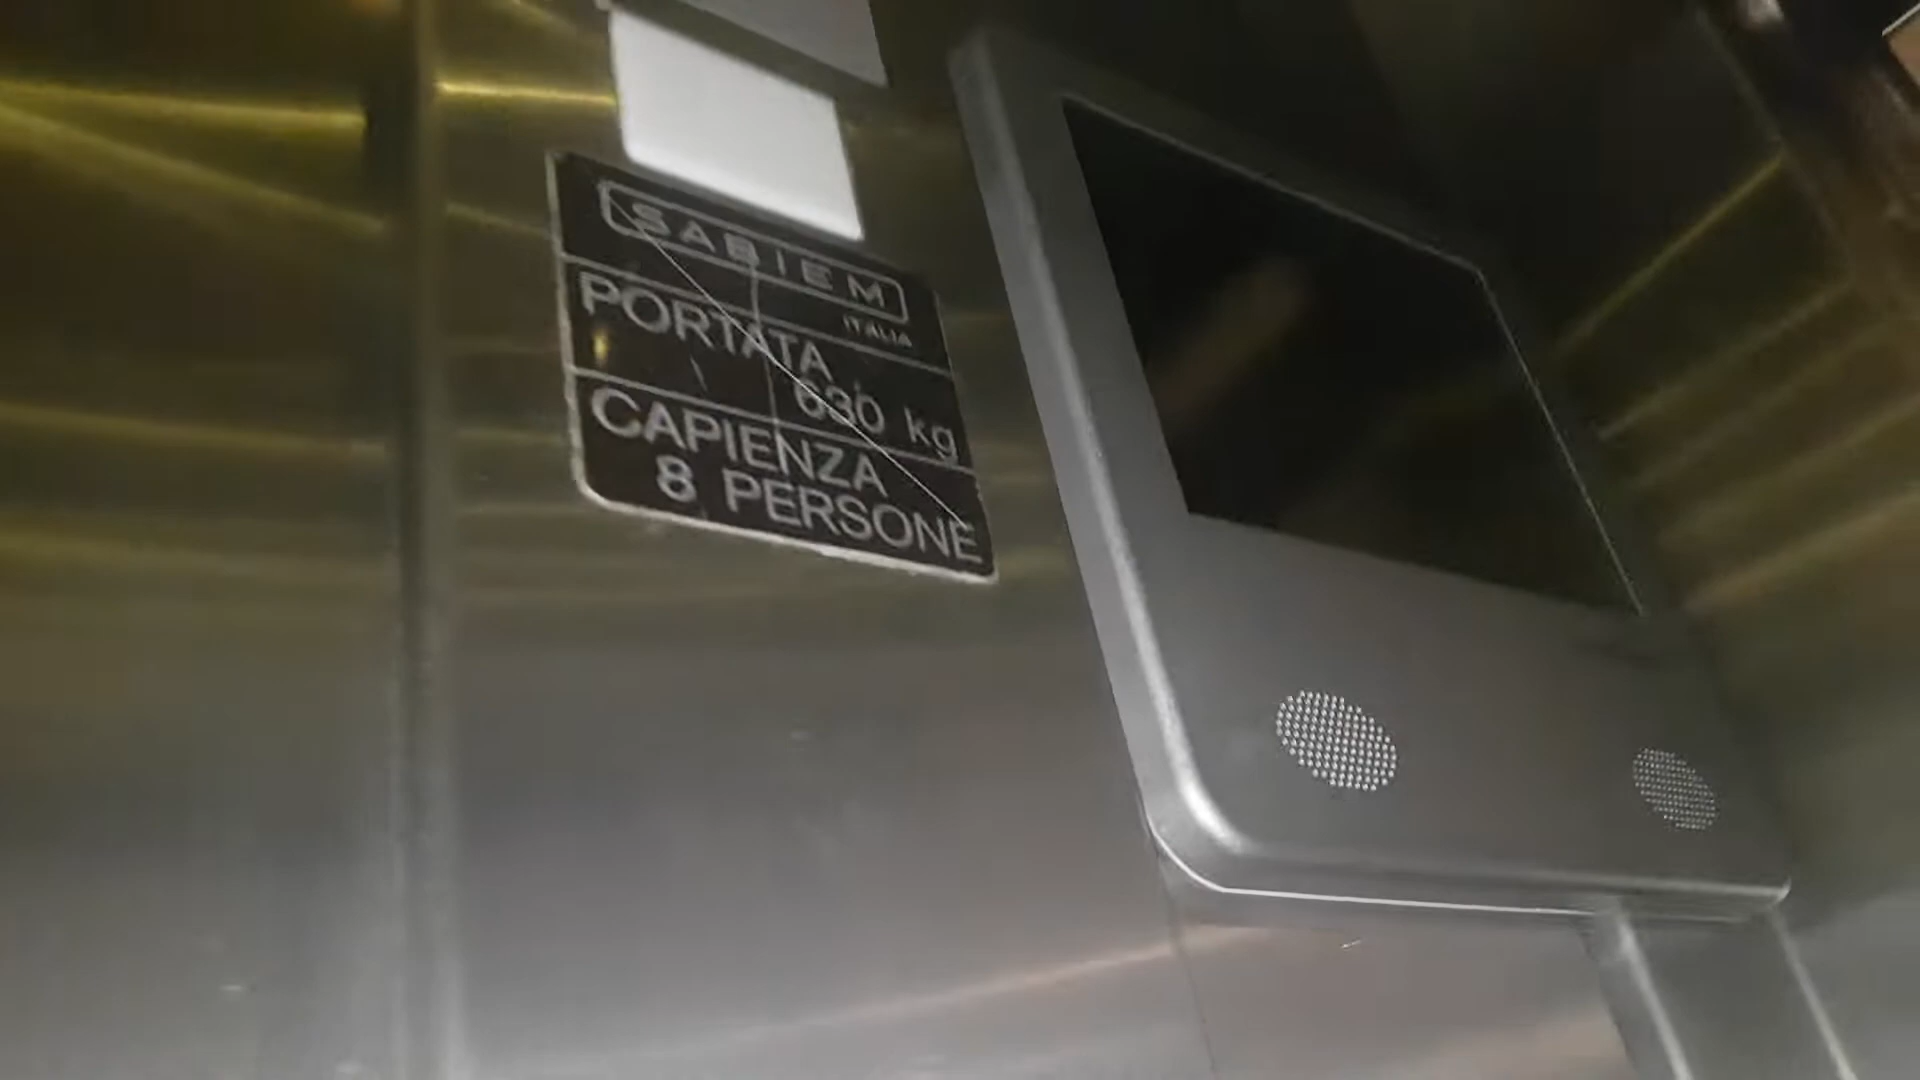 SABIEM
ITALIA
PORTATA
630 kg
CAPIENZA
8 PERSONE